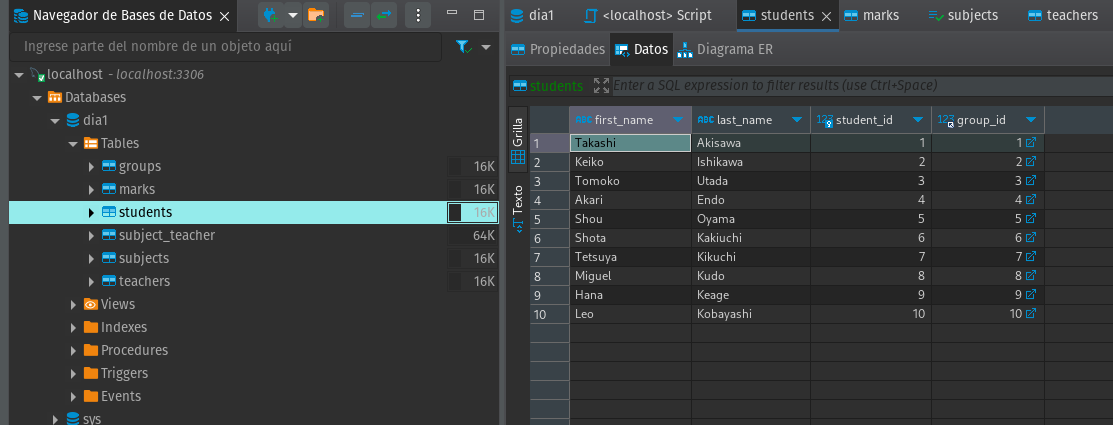 Navegador de Bases de Datos
Ingrese parte del nombre de un objeto aquí
localhost - localhost:3306
Databases
dia1
Tables
groups 16K
marks 16K
students 16K
subject_teacher 64K
subjects 16K
teachers 16K
Views
Indexes
Procedures
Triggers
Events
sys
dia1 <localhost> Script students marks subjects teachers
Propiedades Datos Diagrama ER
students Enter a SQL expression to filter results (use Ctrl+Space)
Grilla
Texto
ABC first_name ABC last_name 123 student_id 123 group_id
1 Takashi Akisawa 1 1
2 Keiko Ishikawa 2 2
3 Tomoko Utada 3 3
4 Akari Endo 4 4
5 Shou Oyama 5 5
6 Shota Kakiuchi 6 6
7 Tetsuya Kikuchi 7 7
8 Miguel Kudo 8 8
9 Hana Keage 9 9
10 Leo Kobayashi 10 10